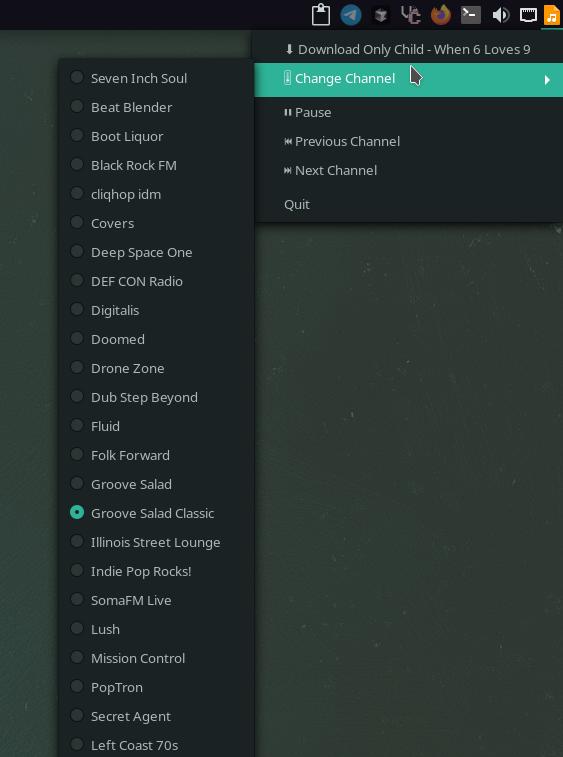 Download Only Child - When 6 Loves 9
Change Channel
Pause
Previous Channel
Next Channel
Quit
Seven Inch Soul
Beat Blender
Boot Liquor
Black Rock FM
cliqhop idm
Covers
Deep Space One
DEF CON Radio
Digitalis
Doomed
Drone Zone
Dub Step Beyond
Fluid
Folk Forward
Groove Salad
Groove Salad Classic
Illinois Street Lounge
Indie Pop Rocks!
SomaFM Live
Lush
Mission Control
PopTron
Secret Agent
Left Coast 70s